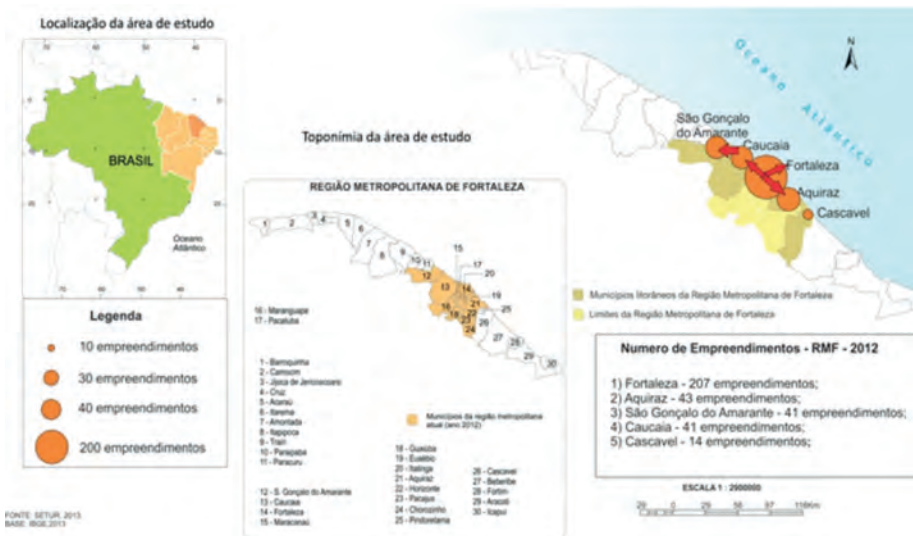 Localização da área de estudo
BRASIL
Oceano
Atlântico
Legenda
10 empreendimentos
30 empreendimentos
40 empreendimentos
200 empreendimentos
FONTE: SETUR, 2013
BASE: IBGE,2013
Toponímia da área de estudo
REGIÃO METROPOLITANA DE FORTALEZA
16 - Maranguape
17 - Pacatuba
1 - Barroquinha
2 - Camocim
3 - Jijoca de Jericoacoara
4 - Cruz
5 - Acaraú
6 - Itarema
7 - Amontada
8 - Itapipoca
9 - Trairi
10 - Paraipaba
11 - Paracuru
12 - S. Gonçalo do Amarante
13 - Caucaia
14 - Fortaleza
15 - Maracanaú
Municípios da região metropolitana
atual (ano 2012)
18 - Guaiúba
19 - Eusébio
20 - Itaitinga
21 - Aquiraz
22 - Horizonte
23 - Pacajus
24 - Chorozinho
25 - Pindoretama
26 - Cascavel
27 - Beberibe
28 - Fortim
29 - Aracati
30 - Icapuí
Oceano Atlântico
N
São Gonçalo
do Amarante
Caucaia
Fortaleza
Aquiraz
Cascavel
Municípios litorâneos da Região Metropolitana de Fortaleza
Limites da Região Metropolitana de Fortaleza
Numero de Empreendimentos - RMF - 2012
1) Fortaleza - 207 empreendimentos;
2) Aquiraz - 43 empreendimentos;
3) São Gonçalo do Amarante - 41 empreendimentos;
4) Caucaia - 41 empreendimentos;
5) Cascavel - 14 empreendimentos;
ESCALA 1 : 2900000
29 0 29 58 87 116Km